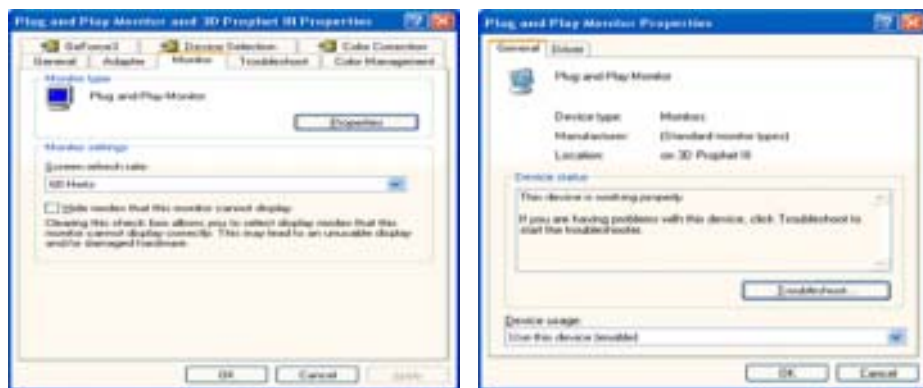 Plug and Play Monitor and 3D Prophet III Properties
GeForce3
Device Selection
Color Correction
General
Adapter
Monitor
Troubleshoot
Color Management
Monitor type
Plug and Play Monitor
Properties
Monitor settings
Screen refresh rate:
60 Hertz
Hide modes that this monitor cannot display
Clearing this check box allows you to select display modes that this
monitor cannot display correctly. This may lead to an unusable display
and/or damaged hardware.
OK
Cancel
Apply
Plug and Play Monitor Properties
General
Driver
Plug and Play Monitor
Device type: Monitors
Manufacturer: (Standard monitor types)
Location: on 3D Prophet III
Device status
This device is working properly.
If you are having problems with this device, click Troubleshoot to
start the troubleshooter.
Troubleshoot...
Device usage:
Use this device (enable)
OK
Cancel